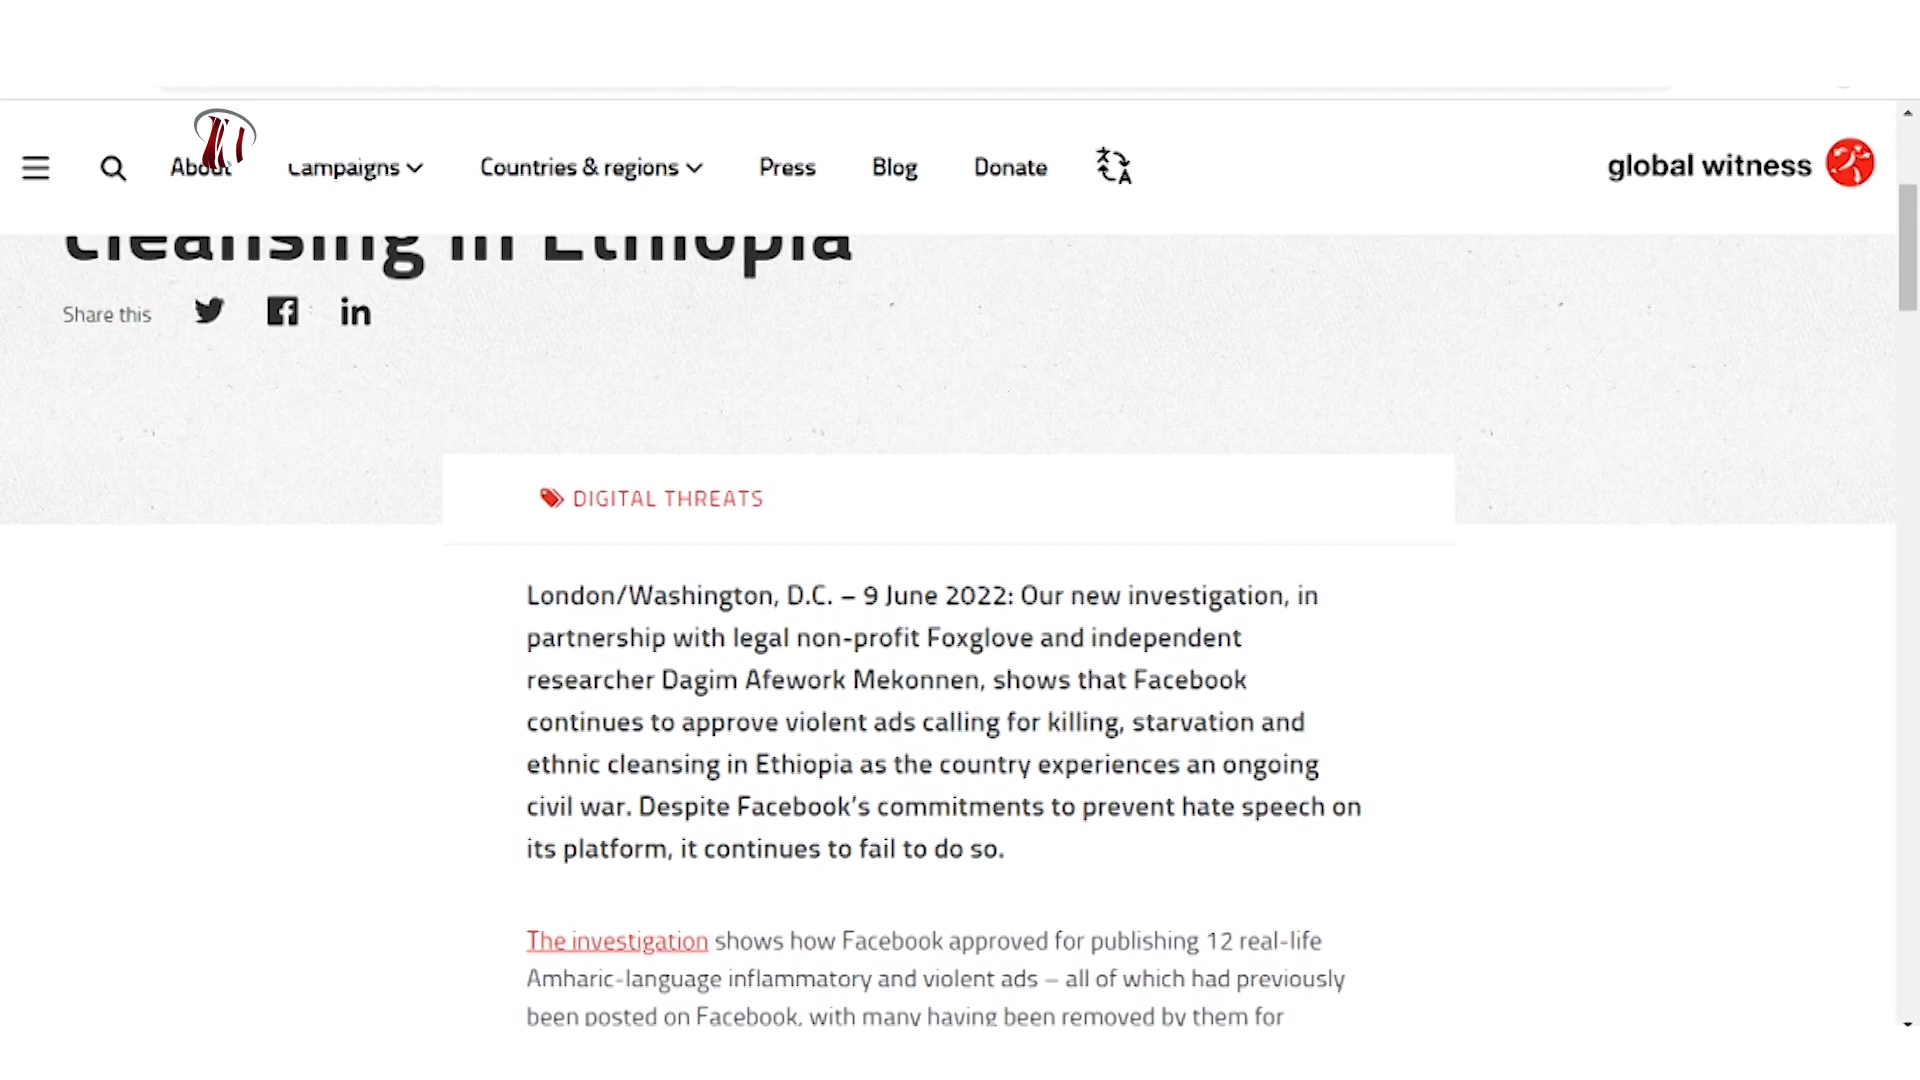 About
Campaigns
Countries & regions
Press
Blog
Donate
global witness
cleansing in Ethiopia
Share this
DIGITAL THREATS
London/Washington, D.C. – 9 June 2022: Our new investigation, in
partnership with legal non-profit Foxglove and independent
researcher Dagim Afework Mekonnen, shows that Facebook
continues to approve violent ads calling for killing, starvation and
ethnic cleansing in Ethiopia as the country experiences an ongoing
civil war. Despite Facebook’s commitments to prevent hate speech on
its platform, it continues to fail to do so.
The investigation shows how Facebook approved for publishing 12 real-life
Amharic-language inflammatory and violent ads – all of which had previously
been posted on Facebook, with many having been removed by them for